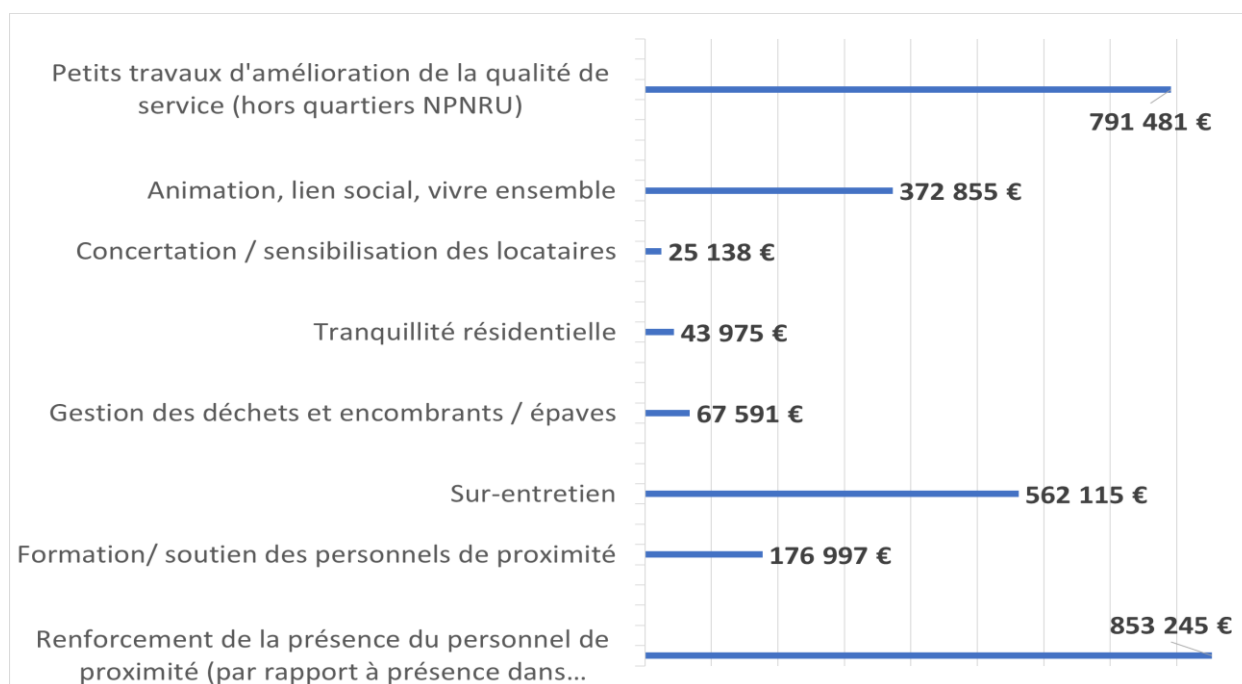 Petits travaux d'amélioration de la qualité de
service (hors quartiers NPNRU)
791 481 €
Animation, lien social, vivre ensemble
372 855 €
Concertation / sensibilisation des locataires
25 138 €
Tranquillité résidentielle
43 975 €
Gestion des déchets et encombrants / épaves
67 591 €
Sur-entretien
562 115 €
Formation/ soutien des personnels de proximité
176 997 €
Renforcement de la présence du personnel de
proximité (par rapport à présence dans...
853 245 €